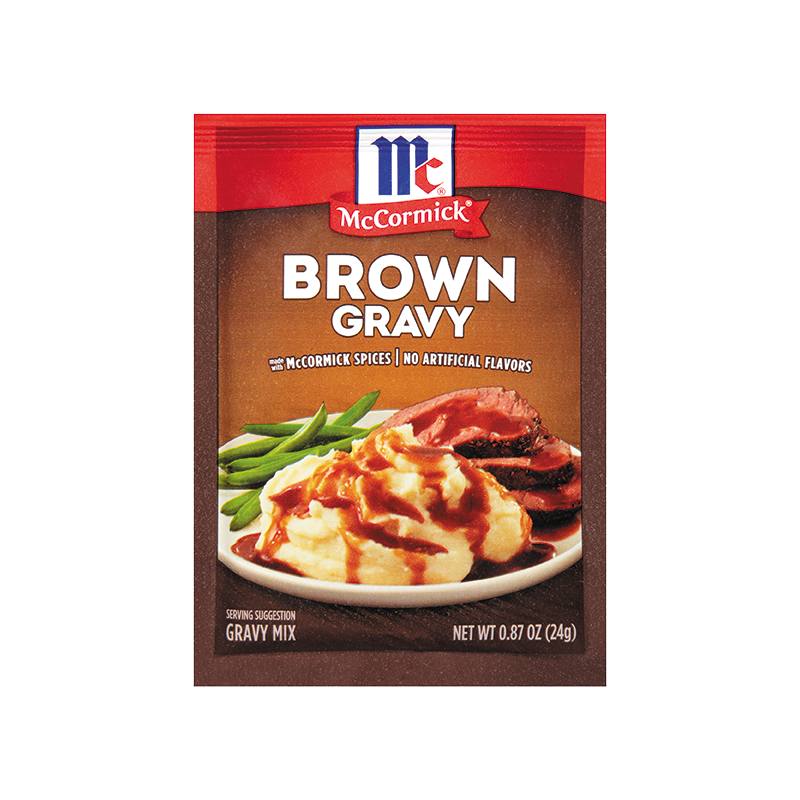 Mc®
McCormick®
BROWN
GRAVY
made with McCORMICK SPICES | NO ARTIFICIAL FLAVORS
SERVING SUGGESTION
GRAVY MIX
NET WT 0.87 OZ (24g)